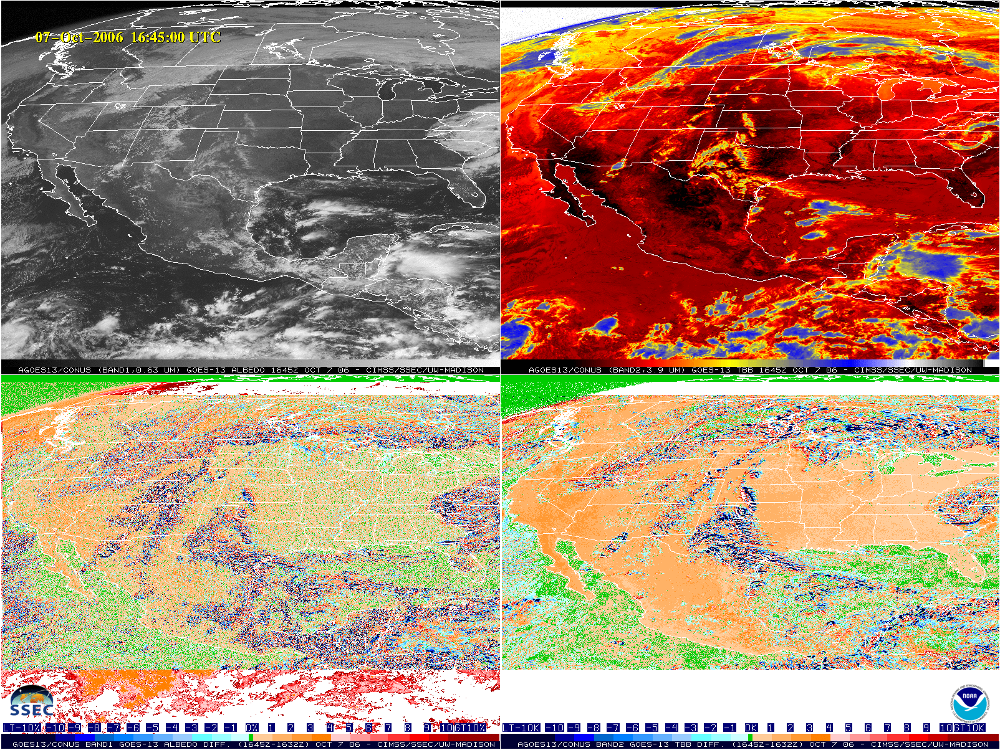 07-Oct-2006 16:45:00 UTC
AGOES13/CONUS (BAND1,0.63 UM) GOES-13 ALBEDO 1645Z OCT 7 06 - CIMSS/SSEC/UW-MADISON
AGOES13/CONUS (BAND2,3.9 UM) GOES-13 TBB 1645Z OCT 7 06 - CIMSS/SSEC/UW-MADISON
SSEC
NOAA
LT-10% -10 -9 -8 -7 -6 -5 -4 -3 -2 -1 0% 1 2 3 4 5 6 7 8 9 10 GT10%
LT-10K -10 -9 -8 -7 -6 -5 -4 -3 -2 -1 0K 1 2 3 4 5 6 7 8 9 10 GT10K
GOES13/CONUS BAND1 GOES-13 ALBEDO DIFF. (1645Z-1632Z) OCT 7 06 - CIMSS/SSEC/UW-MADISON
AGOES13/CONUS BAND2 GOES-13 TBB DIFF. (1645Z-1632Z) OCT 7 06 - CIMSS/SSEC/UW-MADISON